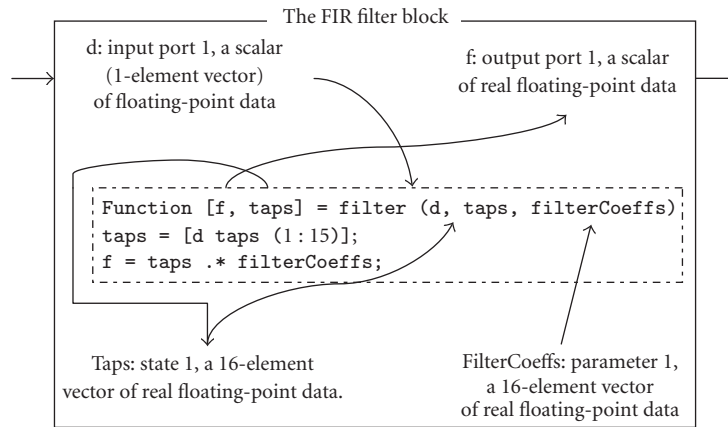 The FIR filter block
d: input port 1, a scalar
(1-element vector)
of floating-point data
f: output port 1, a scalar
of real floating-point data
Function [f, taps] = filter (d, taps, filterCoeffs)
taps = [d taps (1 : 15)];
f = taps .* filterCoeffs;
Taps: state 1, a 16-element
vector of real floating-point data.
FilterCoeffs: parameter 1,
a 16-element vector
of real floating-point data